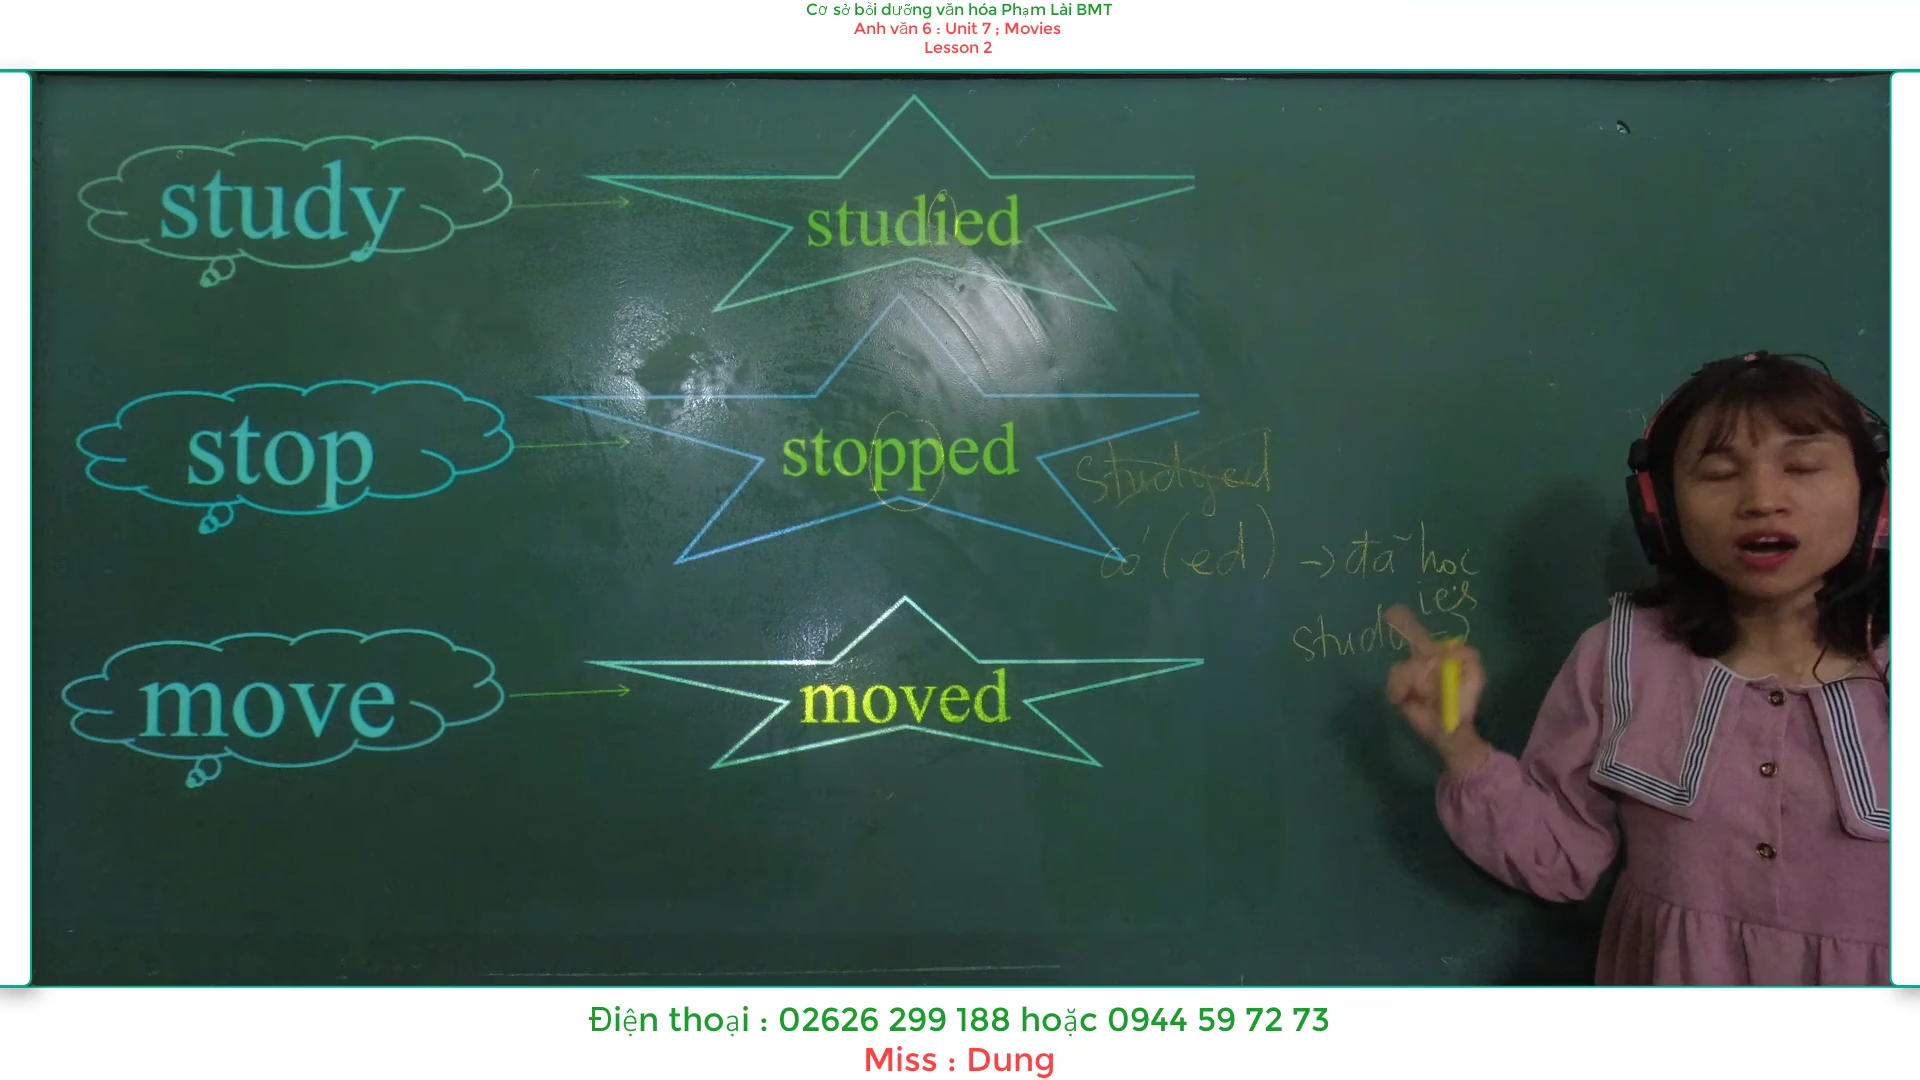 Cơ sở bồi dưỡng văn hóa Phạm Lài BMT
Anh văn 6 : Unit 7 ; Movies
Lesson 2
study
studied
stop
stopped
studyed
có (ed) -> đã học
ies
move
moved
Điện thoại : 02626 299 188 hoặc 0944 59 72 73
Miss : Dung